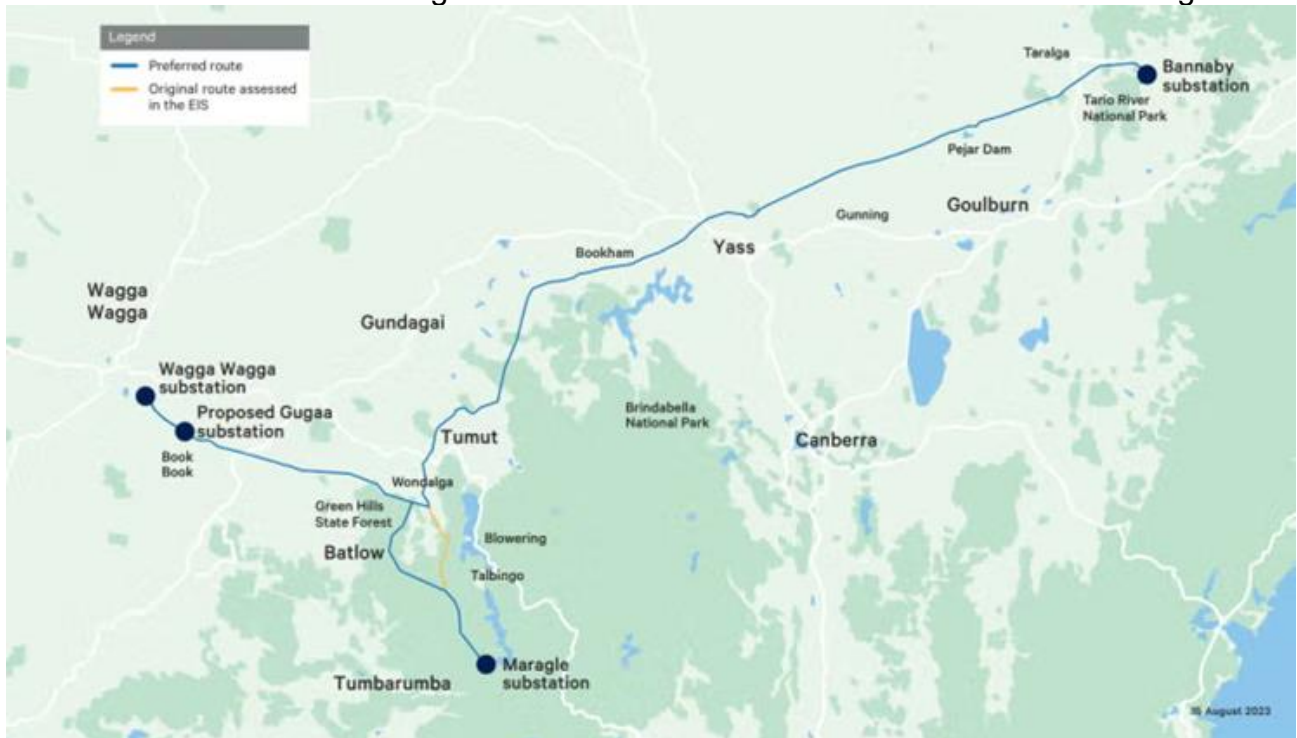 Legend
Preferred route
Original route assessed
in the EIS
Taralga
Bannaby
substation
Tario River
National Park
Pejar Dam
Goulburn
Gunning
Yass
Bookham
Wagga
Wagga
Gundagai
Wagga Wagga
substation
Proposed Gugaa
substation
Brindabella
National Park
Tumut
Canberra
Book
Book
Wondalga
Green Hills
State Forest
Batlow
Blowering
Talbingo
Maragle
substation
Tumbarumba
August 2023